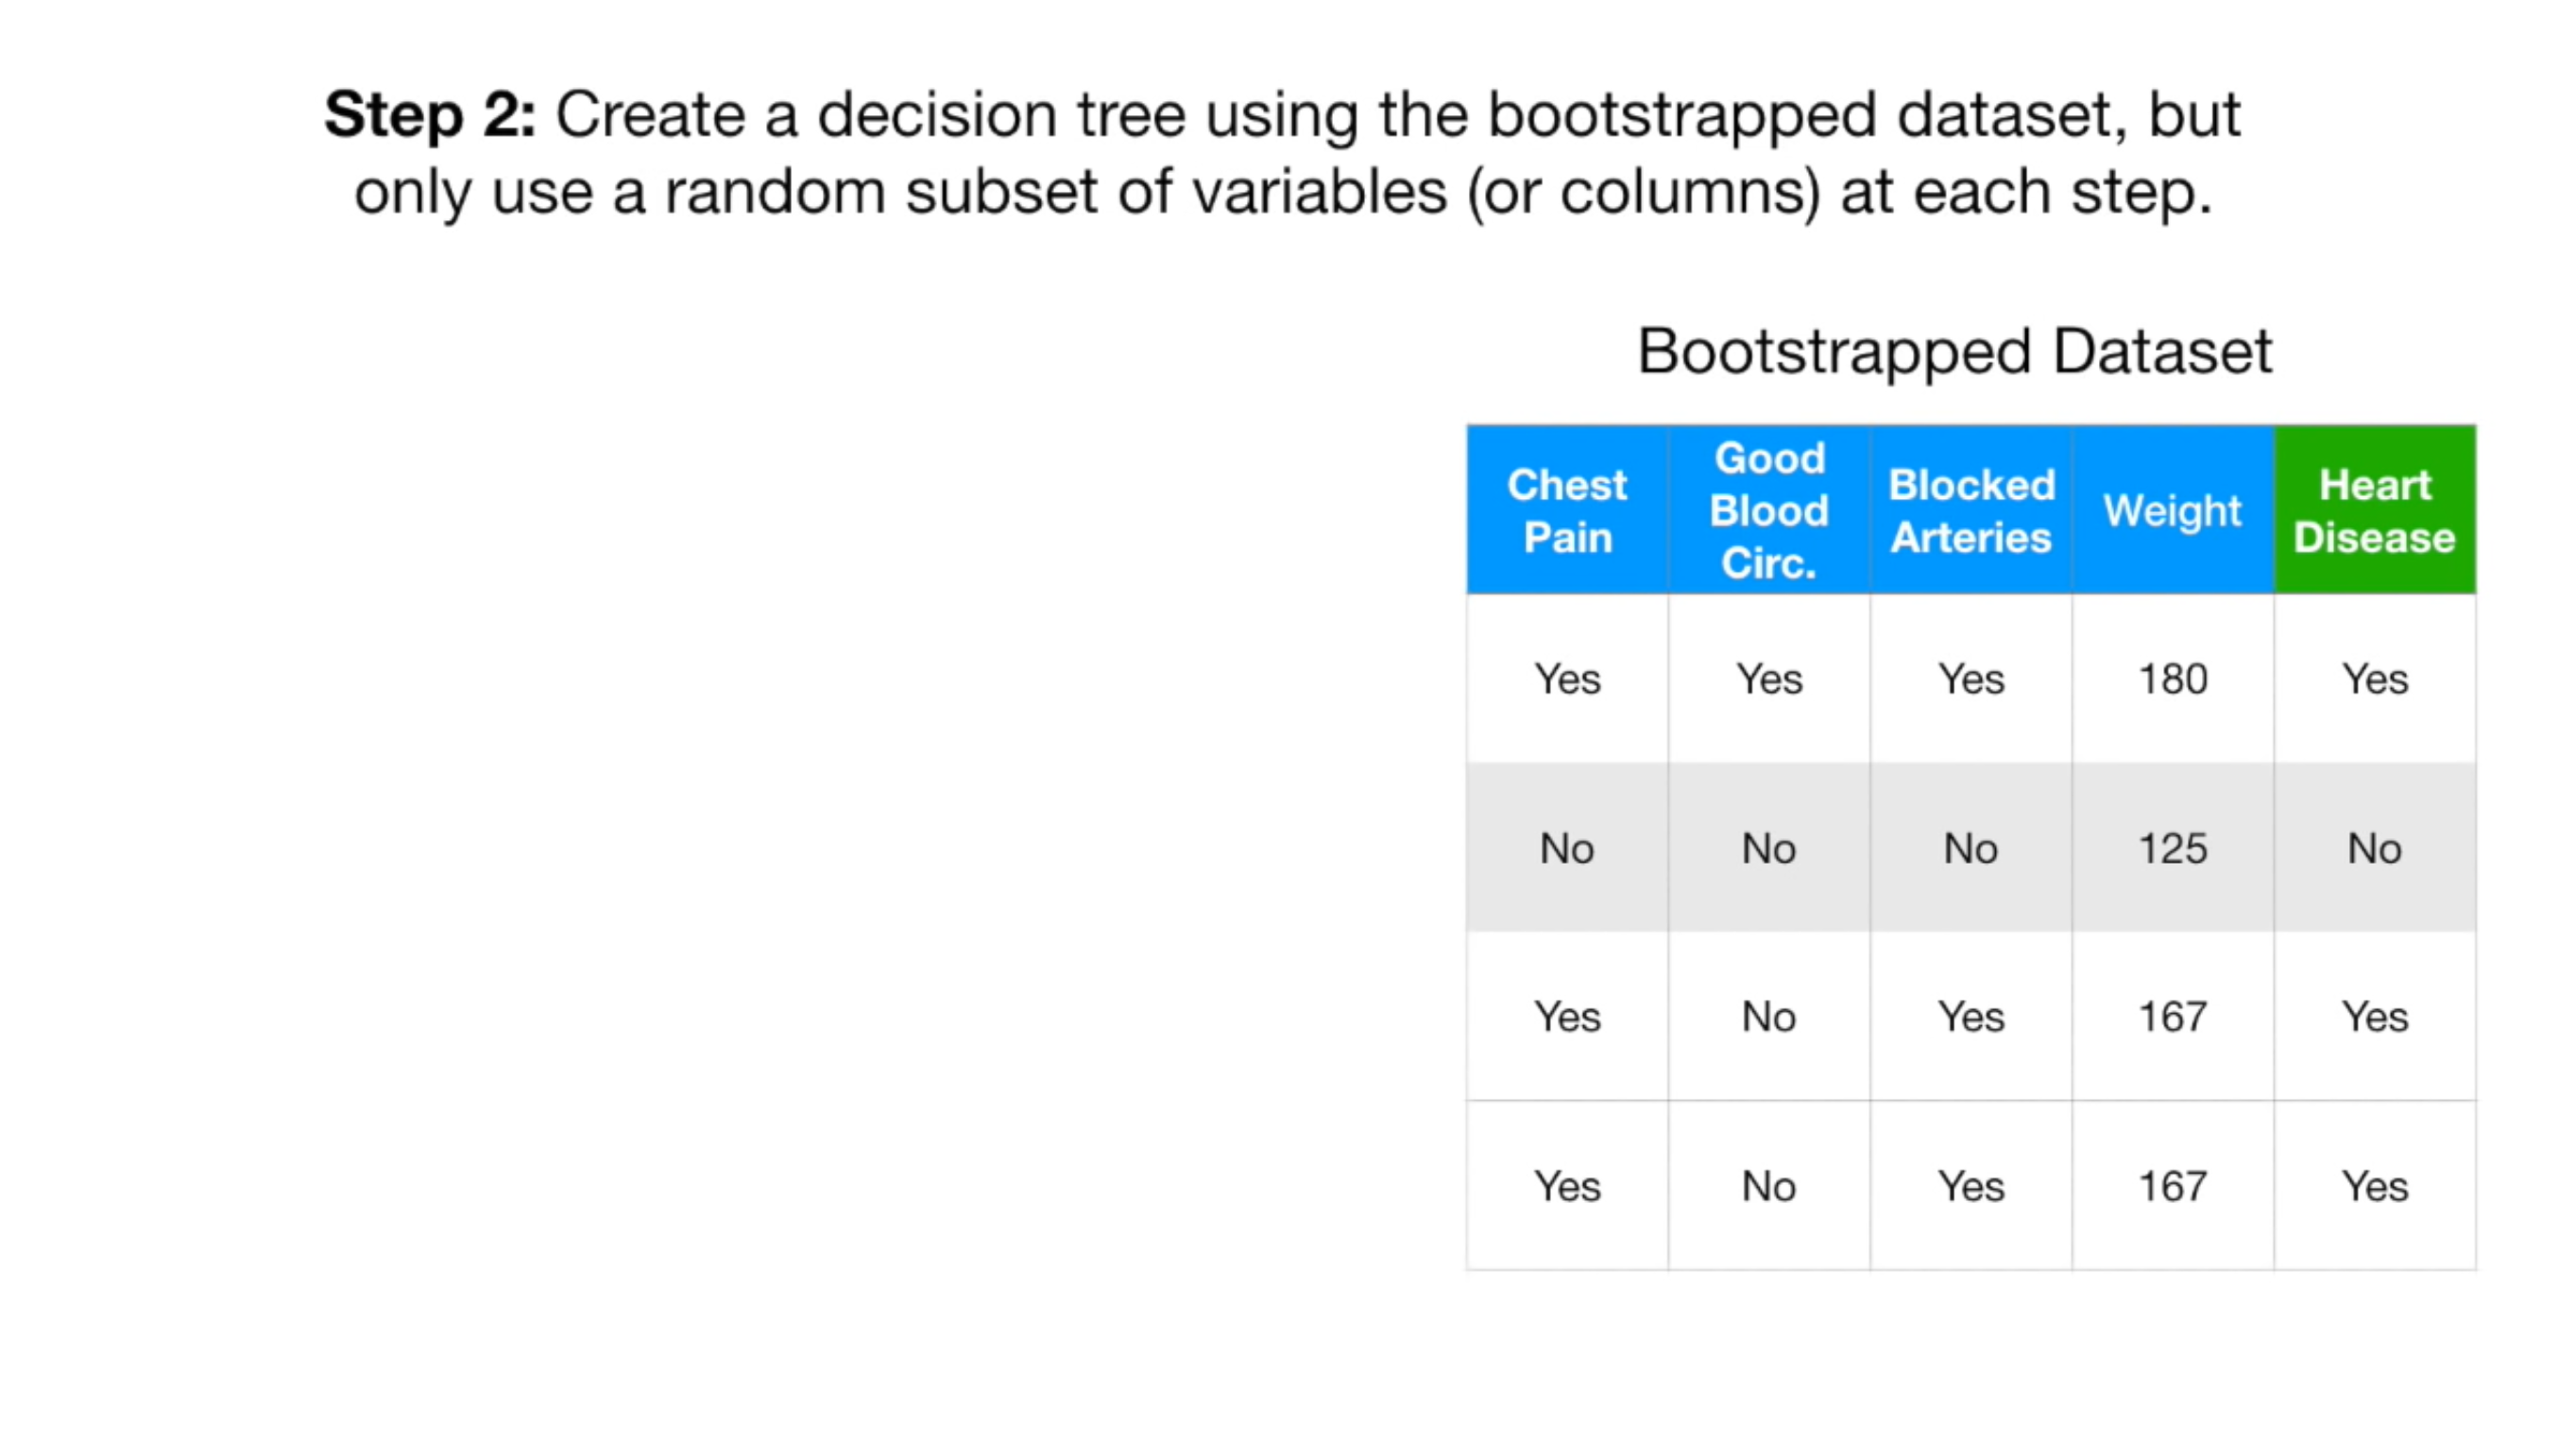 Step 2: Create a decision tree using the bootstrapped dataset, but
only use a random subset of variables (or columns) at each step.
Bootstrapped Dataset
Chest Pain Good Blood Circ. Blocked Arteries Weight Heart Disease
Yes Yes Yes 180 Yes
No No No 125 No
Yes No Yes 167 Yes
Yes No Yes 167 Yes